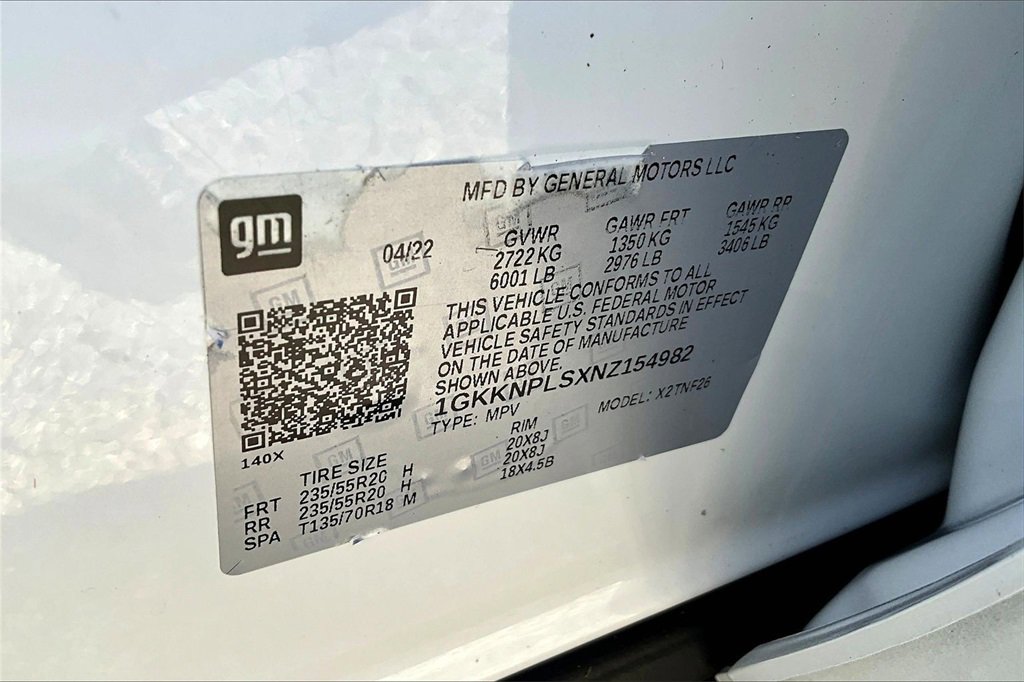 gm
MFD BY GENERAL MOTORS LLC
04/22
GVWR GAWR FRT GAWR RR
2722 KG 1350 KG 1545 KG
6001 LB 2976 LB 3406 LB
THIS VEHICLE CONFORMS TO ALL
APPLICABLE U.S. FEDERAL MOTOR
VEHICLE SAFETY STANDARDS IN EFFECT
ON THE DATE OF MANUFACTURE
SHOWN ABOVE.
1GKKNPLSXNZ154982
TYPE: MPV MODEL: X2TNF26
140X
TIRE SIZE RIM
FRT 235/55R20 H 20X8J
RR 235/55R20 H 20X8J
SPA T135/70R18 M 18X4.5B